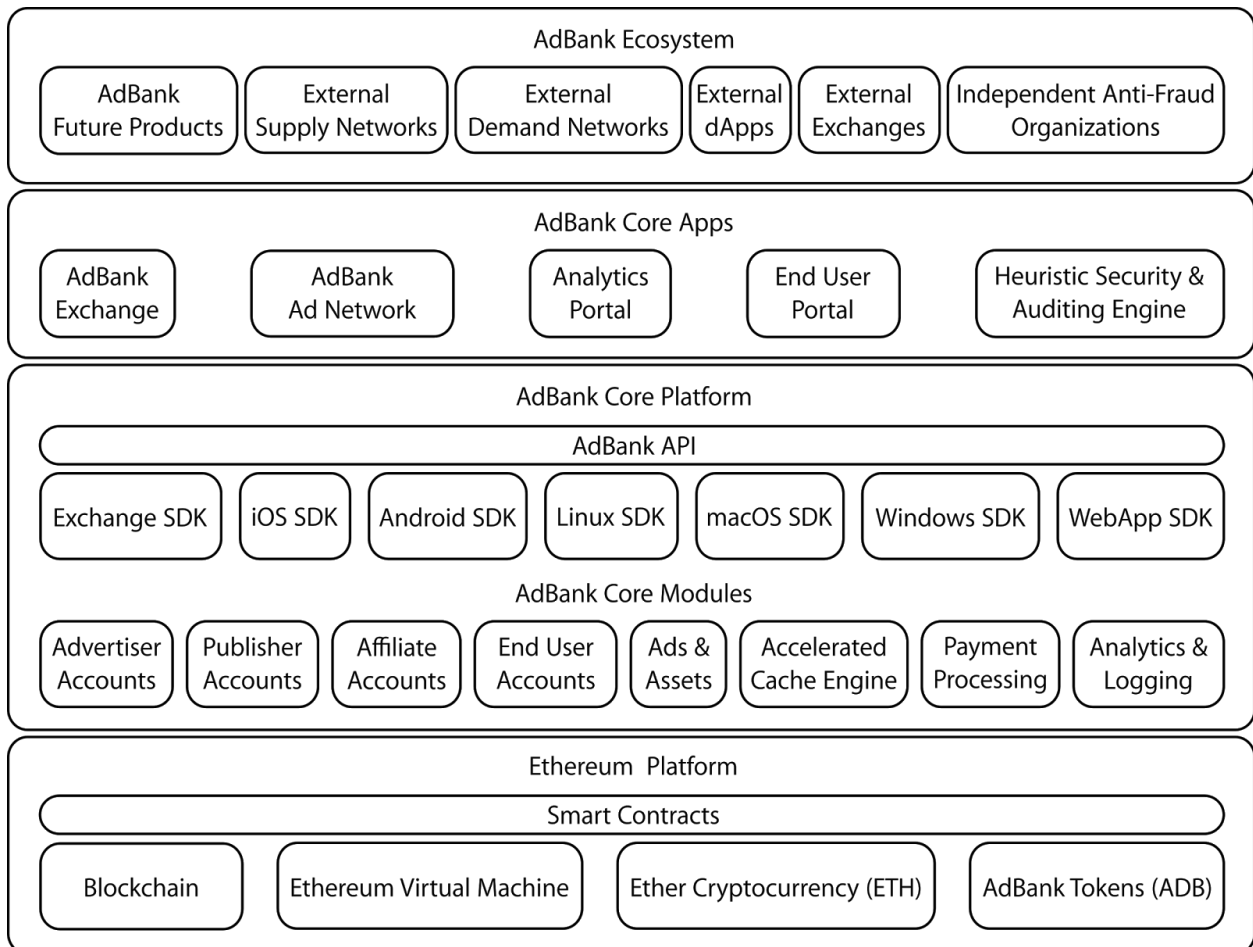 AdBank Ecosystem
AdBank
Future Products
External
Supply Networks
External
Demand Networks
External
dApps
External
Exchanges
Independent Anti-Fraud
Organizations
AdBank Core Apps
AdBank
Exchange
AdBank
Ad Network
Analytics
Portal
End User
Portal
Heuristic Security &
Auditing Engine
AdBank Core Platform
AdBank API
Exchange SDK
iOS SDK
Android SDK
Linux SDK
macOS SDK
Windows SDK
WebApp SDK
AdBank Core Modules
Advertiser
Accounts
Publisher
Accounts
Affiliate
Accounts
End User
Accounts
Ads &
Assets
Accelerated
Cache Engine
Payment
Processing
Analytics &
Logging
Ethereum Platform
Smart Contracts
Blockchain
Ethereum Virtual Machine
Ether Cryptocurrency (ETH)
AdBank Tokens (ADB)